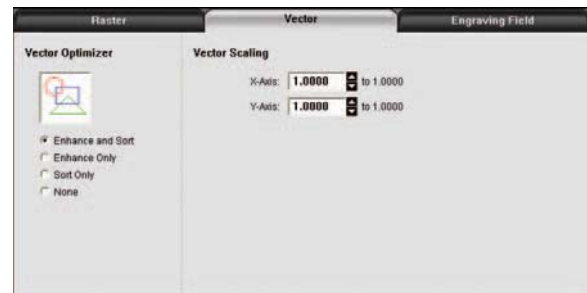 Raster Vector Engraving Field
Vector Optimizer
Enhance and Sort
Enhance Only
Sort Only
None
Vector Scaling
X-Axis: 1.0000 to 1.0000
Y-Axis: 1.0000 to 1.0000